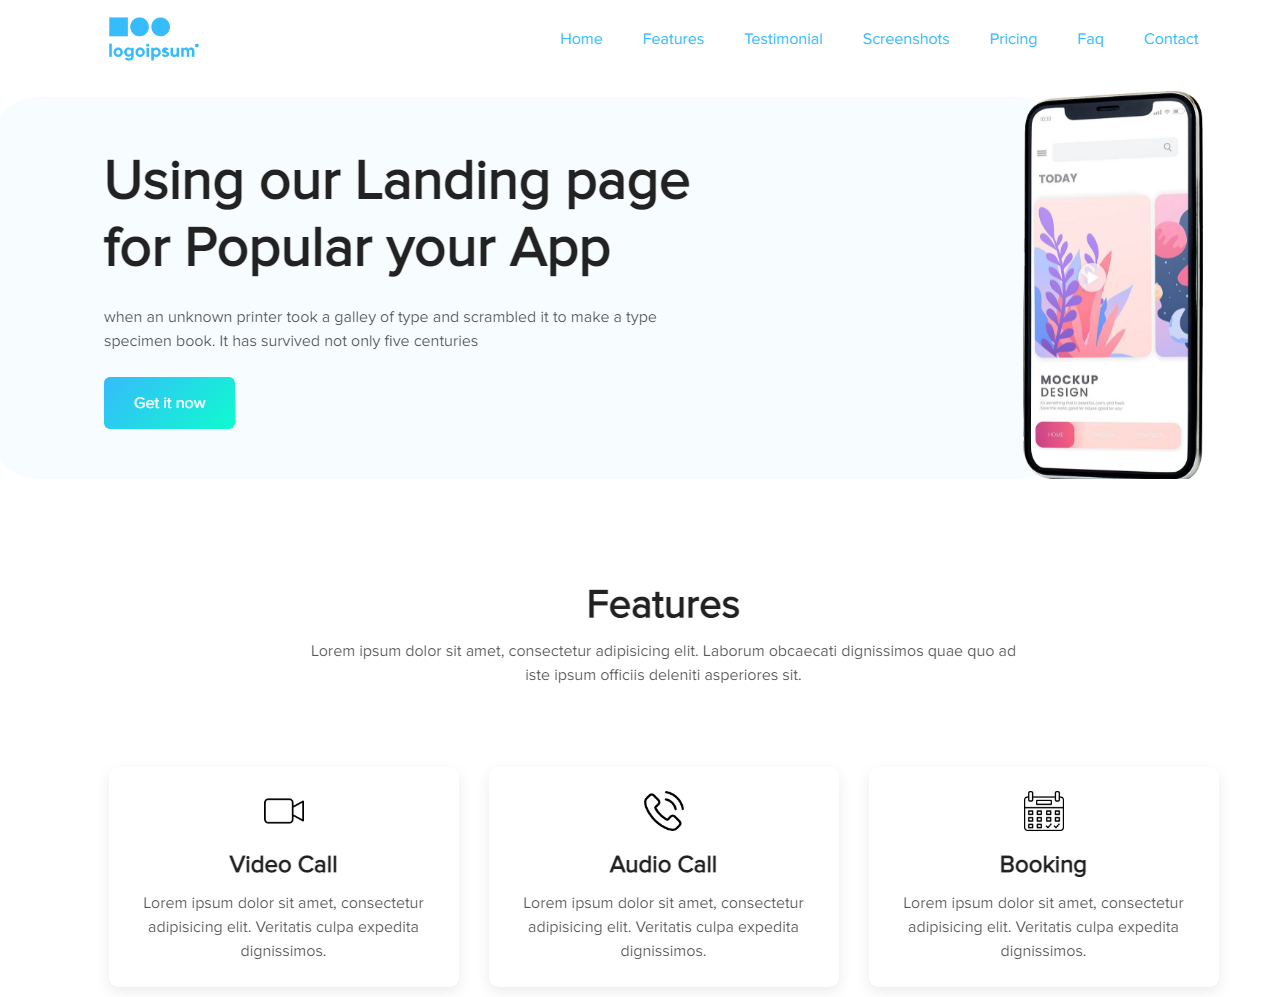 logoipsum
Home Features Testimonial Screenshots Pricing Faq Contact
Using our Landing page
for Popular your App
when an unknown printer took a galley of type and scrambled it to make a type
specimen book. It has survived not only five centuries
Get it now
TODAY
MOCKUP
DESIGN
HOME
Features
Lorem ipsum dolor sit amet, consectetur adipisicing elit. Laborum obcaecati dignissimos quae quo ad
iste ipsum officiis deleniti asperiores sit.
Video Call
Lorem ipsum dolor sit amet, consectetur
adipisicing elit. Veritatis culpa expedita
dignissimos.
Audio Call
Lorem ipsum dolor sit amet, consectetur
adipisicing elit. Veritatis culpa expedita
dignissimos.
Booking
Lorem ipsum dolor sit amet, consectetur
adipisicing elit. Veritatis culpa expedita
dignissimos.